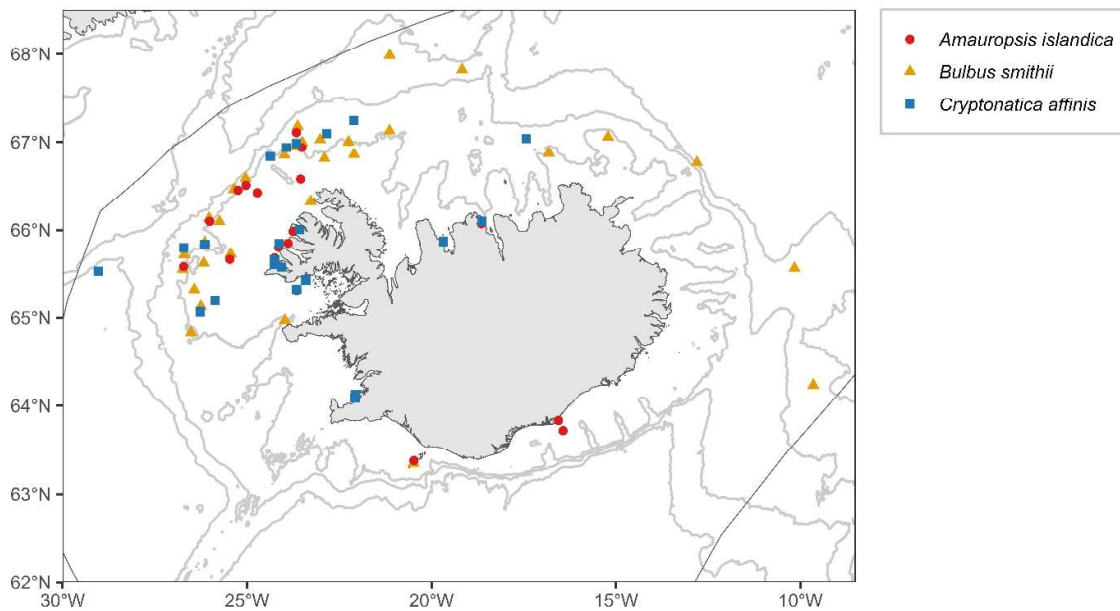 68°N
67°N
66°N
65°N
64°N
63°N
62°N
30°W
25°W
20°W
15°W
10°W
Amauropsis islandica
Bulbus smithii
Cryptonatica affinis